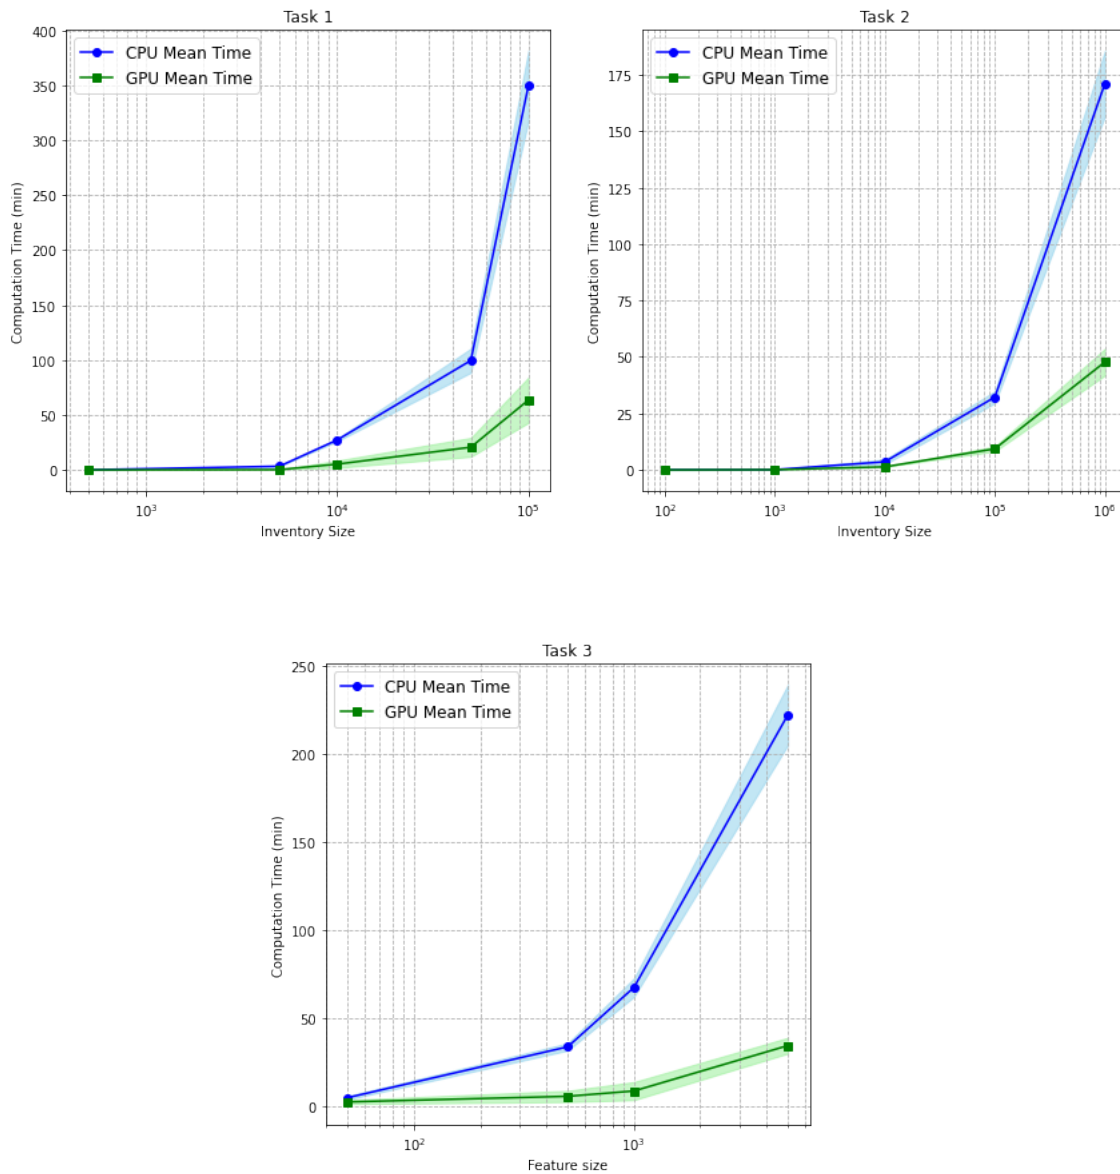 Task 1
CPU Mean Time
GPU Mean Time
400
350
300
250
200
150
100
50
0
Computation Time (min)
10³
10⁴
10⁵
Inventory Size
Task 2
CPU Mean Time
GPU Mean Time
175
150
125
100
75
50
25
0
Computation Time (min)
10²
10³
10⁴
10⁵
10⁶
Inventory Size
Task 3
CPU Mean Time
GPU Mean Time
250
200
150
100
50
0
Computation Time (min)
10²
10³
Feature size